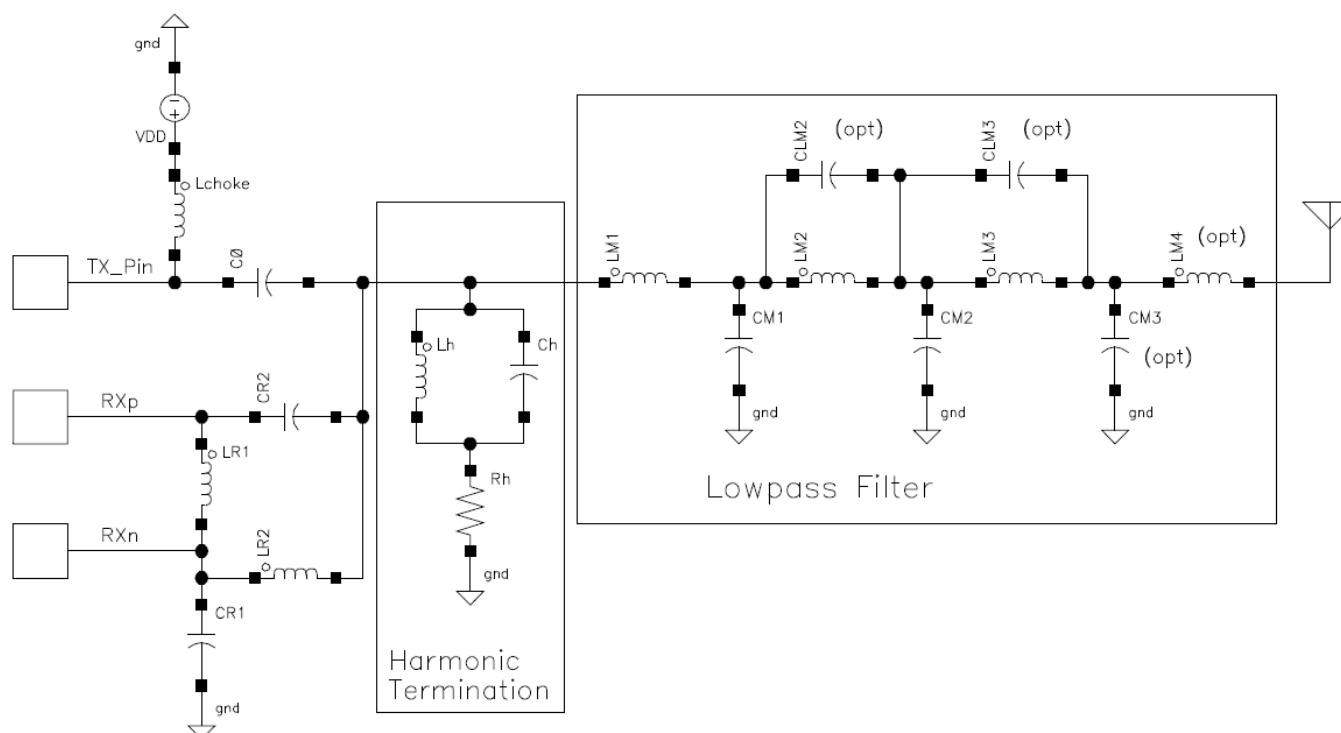 gnd
VDD
Lchoke
TX_Pin
C0
RXp
CR2
LR1
RXn
LR2
CR1
gnd
Lh
Ch
Rh
gnd
Harmonic
Termination
CLM2
(opt)
CLM3
(opt)
LM1
LM2
LM3
LM4
(opt)
CM1
gnd
CM2
gnd
CM3
(opt)
gnd
Lowpass Filter